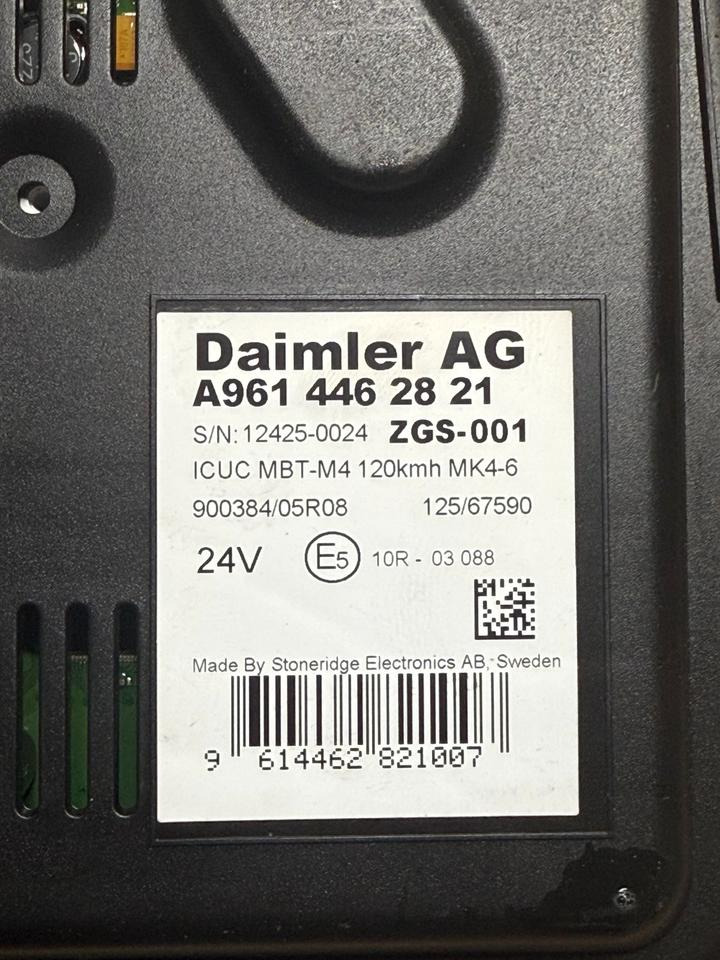 Daimler AG
A961 446 28 21
S/N: 12425-0024 ZGS-001
ICUC MBT-M4 120kmh MK4-6
900384/05R08 125/67590
24V E5 10R - 03 088
Made By Stoneridge Electronics AB, Sweden
9 614462 821007